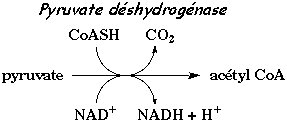 Pyruvate déshydrogénase
CoASH CO₂
pyruvate acétyl CoA
NAD⁺ NADH + H⁺